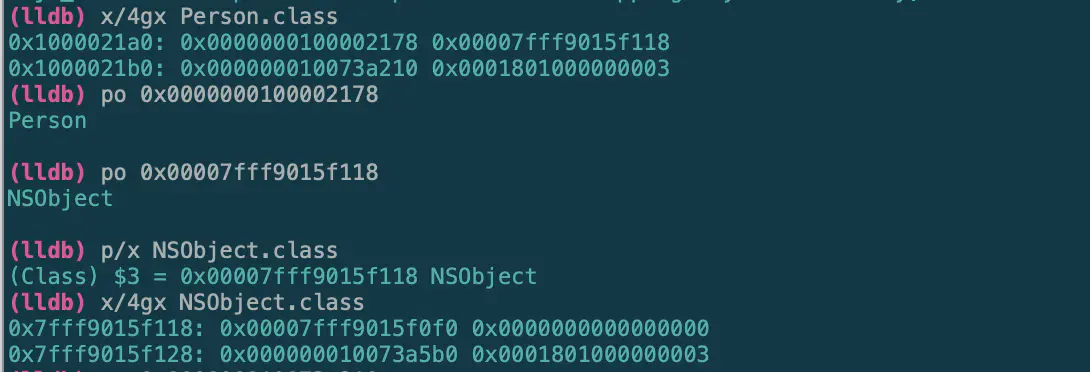 (lldb) x/4gx Person.class
0x1000021a0: 0x0000000100002178 0x00007fff9015f118
0x1000021b0: 0x000000010073a210 0x0001801000000003
(lldb) po 0x0000000100002178
Person
(lldb) po 0x00007fff9015f118
NSObject
(lldb) p/x NSObject.class
(Class) $3 = 0x00007fff9015f118 NSObject
(lldb) x/4gx NSObject.class
0x7fff9015f118: 0x00007fff9015f0f0 0x0000000000000000
0x7fff9015f128: 0x000000010073a5b0 0x0001801000000003